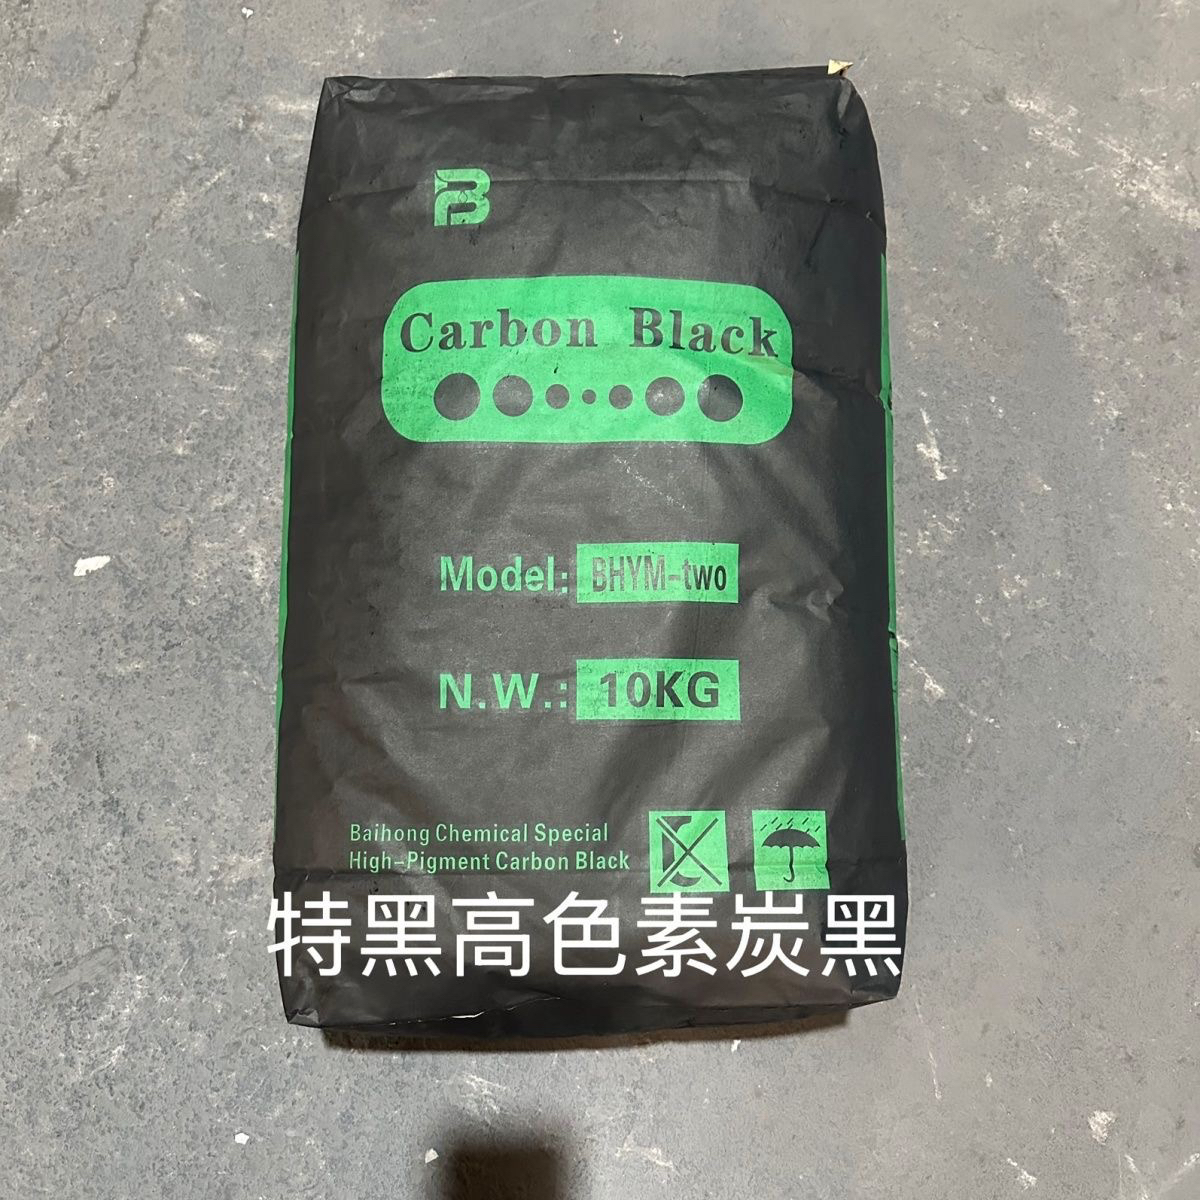 B
Carbon Black
Model: BHYM-two
N.W.: 10KG
Baihong Chemical Special
High-Pigment Carbon Black
特黑高色素炭黑